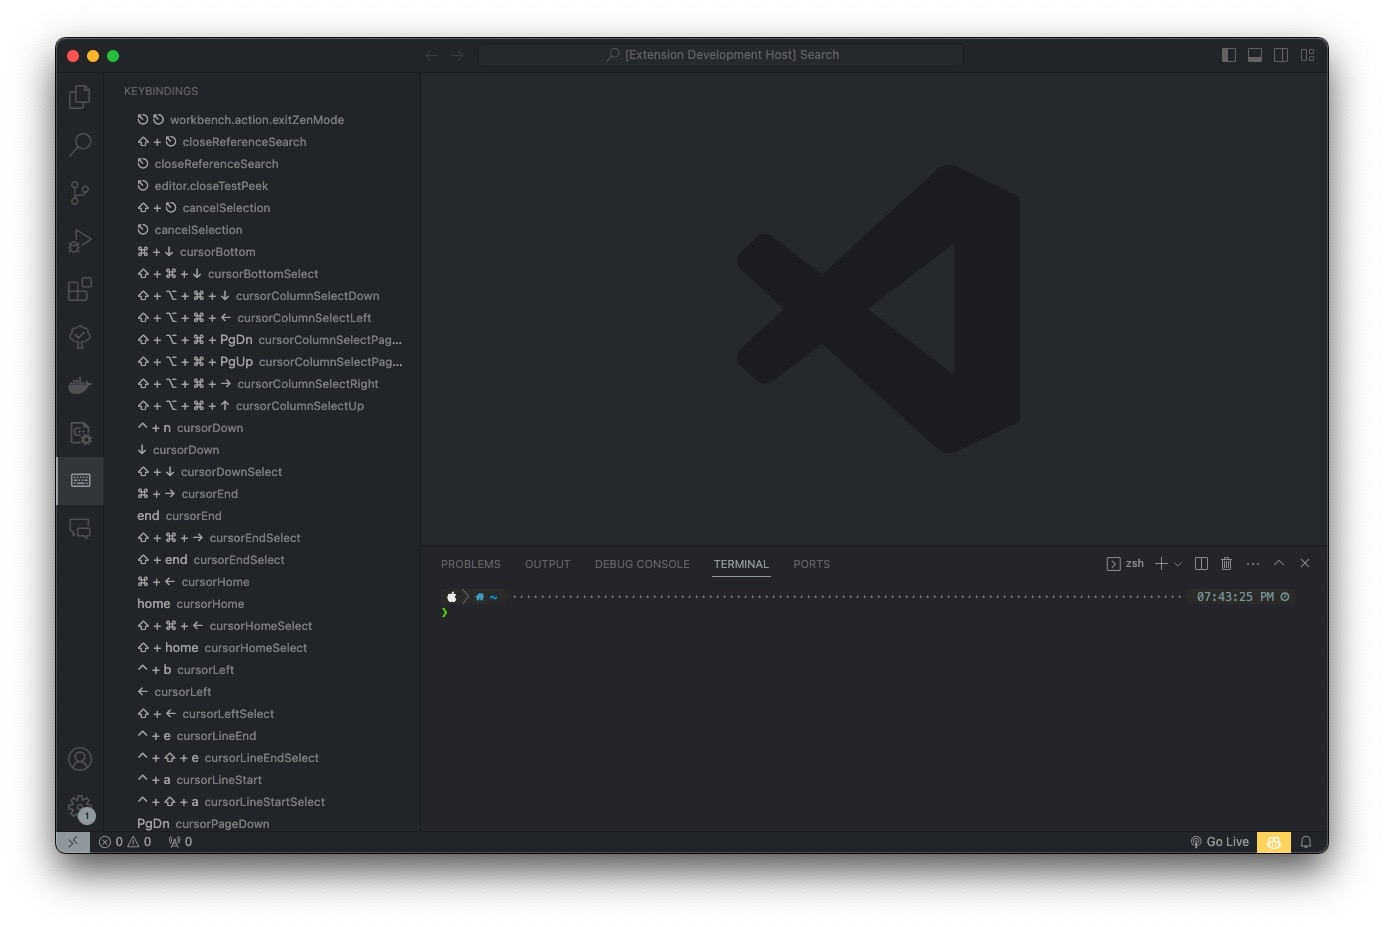 [Extension Development Host] Search
KEYBINDINGS
⎋ ⎋ workbench.action.exitZenMode
⇧ + ⎋ closeReferenceSearch
⎋ closeReferenceSearch
⎋ editor.closeTestPeek
⇧ + ⎋ cancelSelection
⎋ cancelSelection
⌘ + ↓ cursorBottom
⇧ + ⌘ + ↓ cursorBottomSelect
⇧ + ⌥ + ⌘ + ↓ cursorColumnSelectDown
⇧ + ⌥ + ⌘ + ← cursorColumnSelectLeft
⇧ + ⌥ + ⌘ + PgDn cursorColumnSelectPag...
⇧ + ⌥ + ⌘ + PgUp cursorColumnSelectPag...
⇧ + ⌥ + ⌘ + → cursorColumnSelectRight
⇧ + ⌥ + ⌘ + ↑ cursorColumnSelectUp
^ + n cursorDown
↓ cursorDown
⇧ + ↓ cursorDownSelect
⌘ + → cursorEnd
end cursorEnd
⇧ + ⌘ + → cursorEndSelect
⇧ + end cursorEndSelect
⌘ + ← cursorHome
home cursorHome
⇧ + ⌘ + ← cursorHomeSelect
⇧ + home cursorHomeSelect
^ + b cursorLeft
← cursorLeft
⇧ + ← cursorLeftSelect
^ + e cursorLineEnd
^ + ⇧ + e cursorLineEndSelect
^ + a cursorLineStart
^ + ⇧ + a cursorLineStartSelect
PgDn cursorPageDown
1
PROBLEMS OUTPUT DEBUG CONSOLE TERMINAL PORTS zsh
~ 07:43:25 PM
❯
0 0 0 Go Live